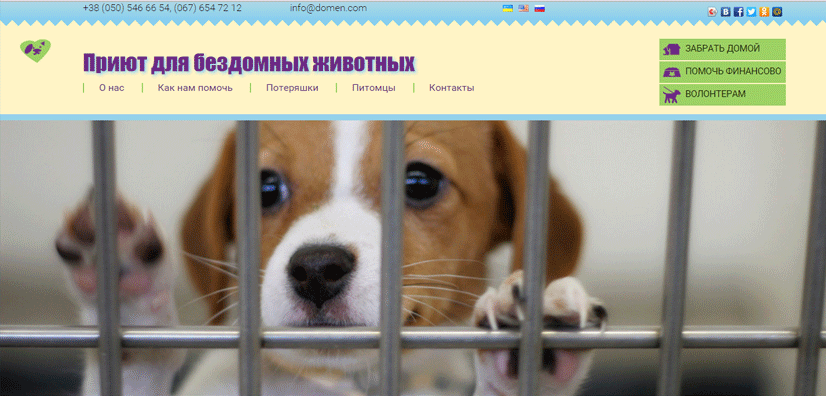 +38 (050) 546 66 54, (067) 654 72 12 info@domen.com
Приют для бездомных животных
О нас Как нам помочь Потеряшки Питомцы Контакты
ЗАБРАТЬ ДОМОЙ
ПОМОЧЬ ФИНАНСОВО
ВОЛОНТЕРАМ